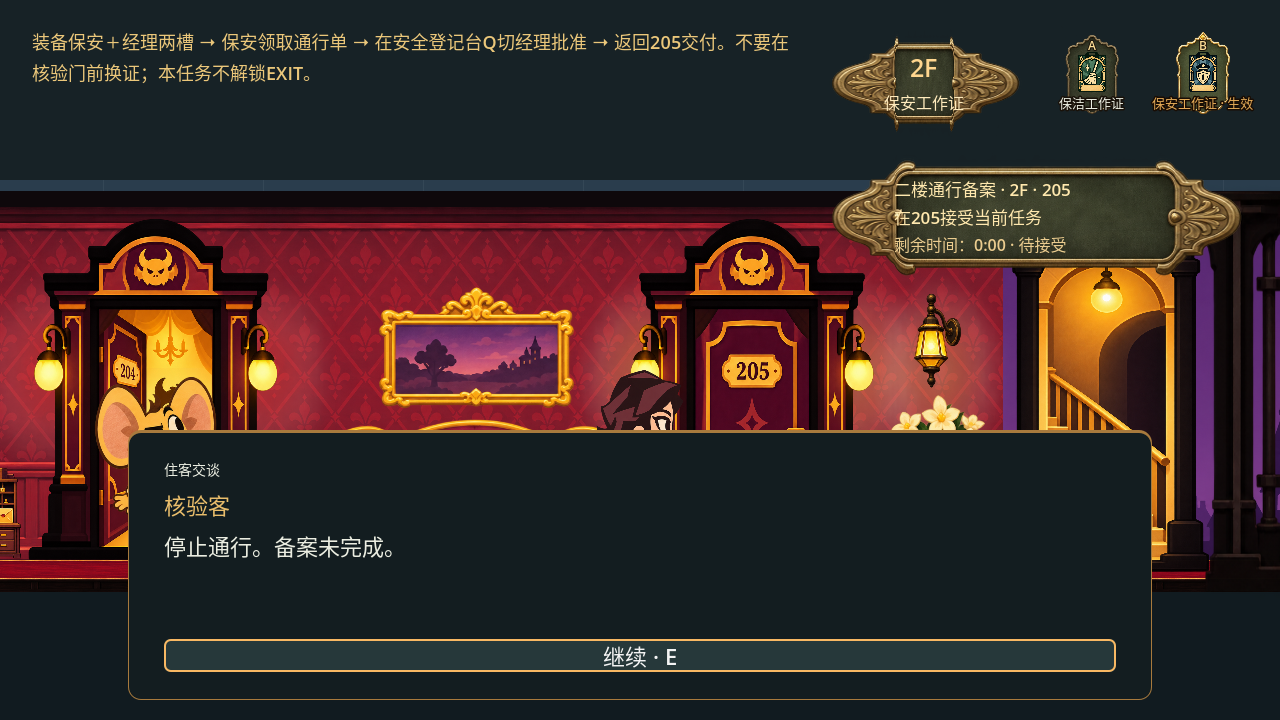 装备保安＋经理两槽 → 保安领取通行单 → 在安全登记台Q切经理批准 → 返回205交付。不要在
核验门前换证；本任务不解锁EXIT。
2F
保安工作证
A
保洁工作证
B
保安工作证·生效
二楼通行备案 · 2F · 205
在205接受当前任务
剩余时间：0:00 · 待接受
204
205
住客交谈
核验客
停止通行。备案未完成。
继续 · E